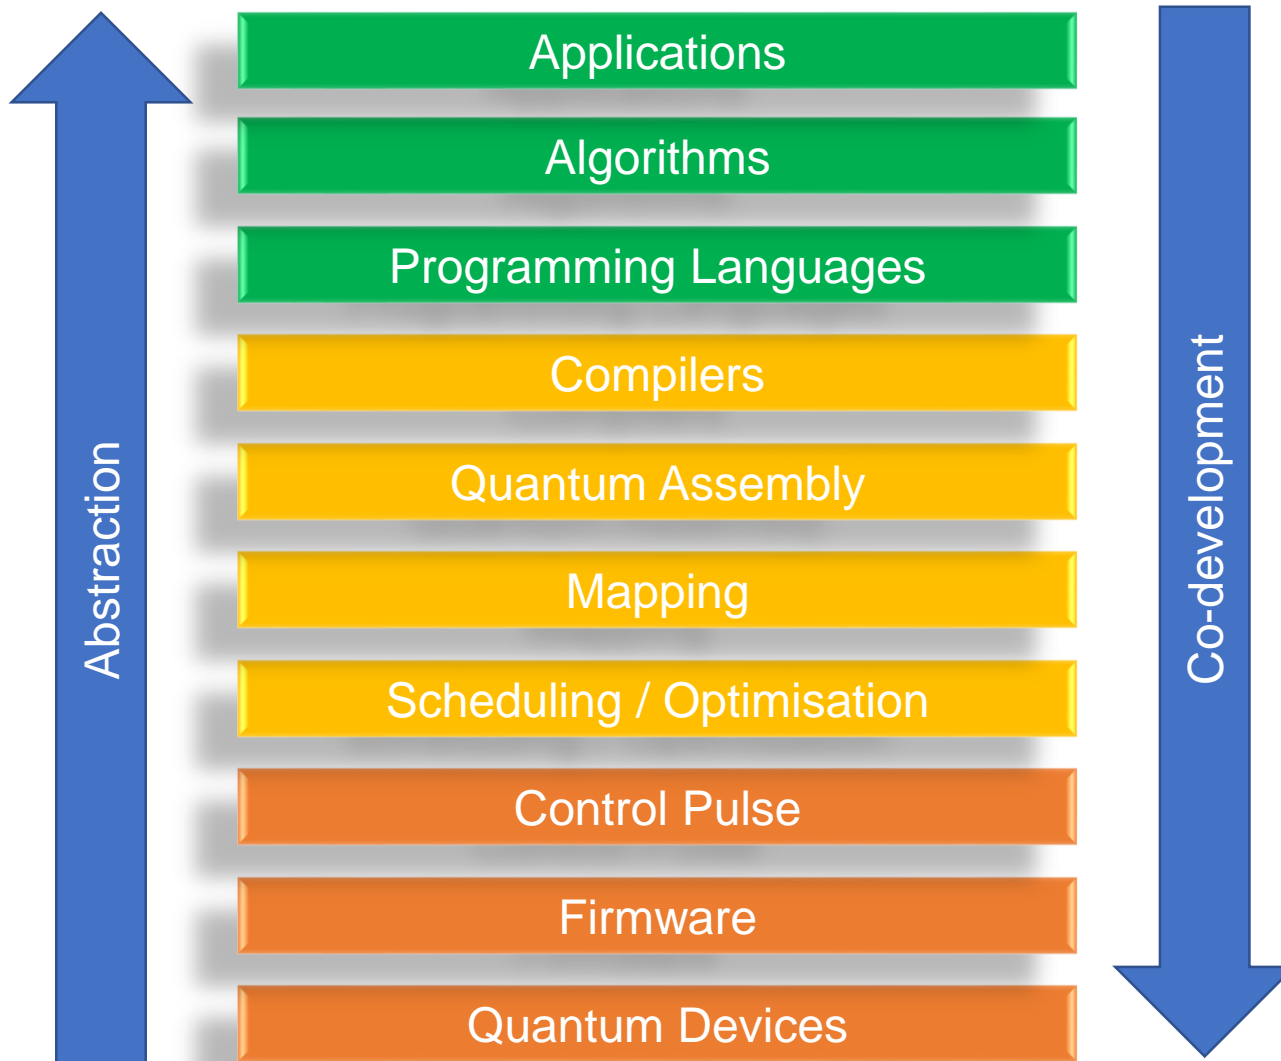 Applications
Algorithms
Programming Languages
Compilers
Quantum Assembly
Mapping
Scheduling / Optimisation
Control Pulse
Firmware
Quantum Devices
Abstraction
Co-development